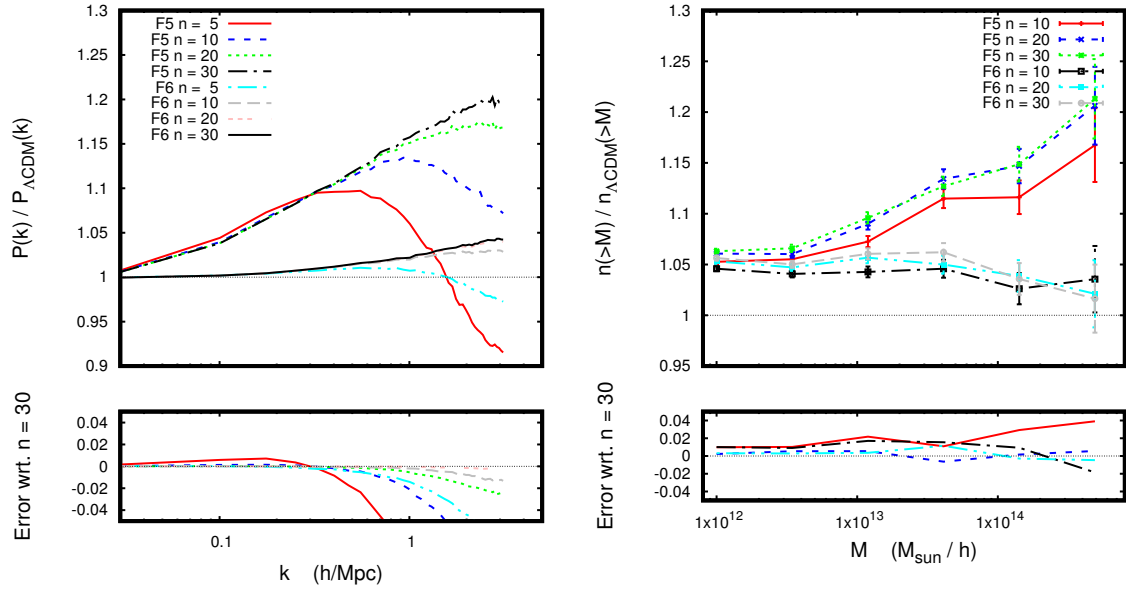 F5 n = 5
F5 n = 10
F5 n = 20
F5 n = 30
F6 n = 5
F6 n = 10
F6 n = 20
F6 n = 30
1.3
1.25
1.2
1.15
1.1
1.05
1
0.95
0.9
P(k) / PΛCDM(k)
0.04
0.02
0
-0.02
-0.04
Error wrt. n = 30
0.1
1
k (h/Mpc)
F5 n = 10
F5 n = 20
F5 n = 30
F6 n = 10
F6 n = 20
F6 n = 30
1.3
1.25
1.2
1.15
1.1
1.05
1
0.95
n(>M) / nΛCDM(>M)
0.04
0.02
0
-0.02
-0.04
Error wrt. n = 30
1x10^12
1x10^13
1x10^14
M (Msun / h)